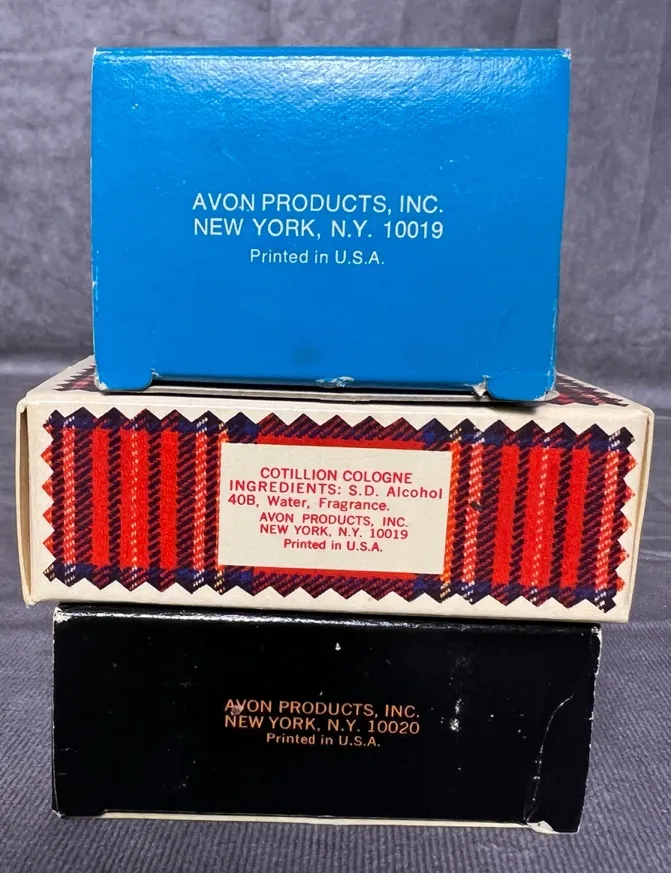 AVON PRODUCTS, INC.
NEW YORK, N.Y. 10019
Printed in U.S.A.
COTILLION COLOGNE
INGREDIENTS: S.D. Alcohol
40B, Water, Fragrance.
AVON PRODUCTS, INC.
NEW YORK, N.Y. 10019
Printed in U.S.A.
AVON PRODUCTS, INC.
NEW YORK, N.Y. 10020
Printed in U.S.A.